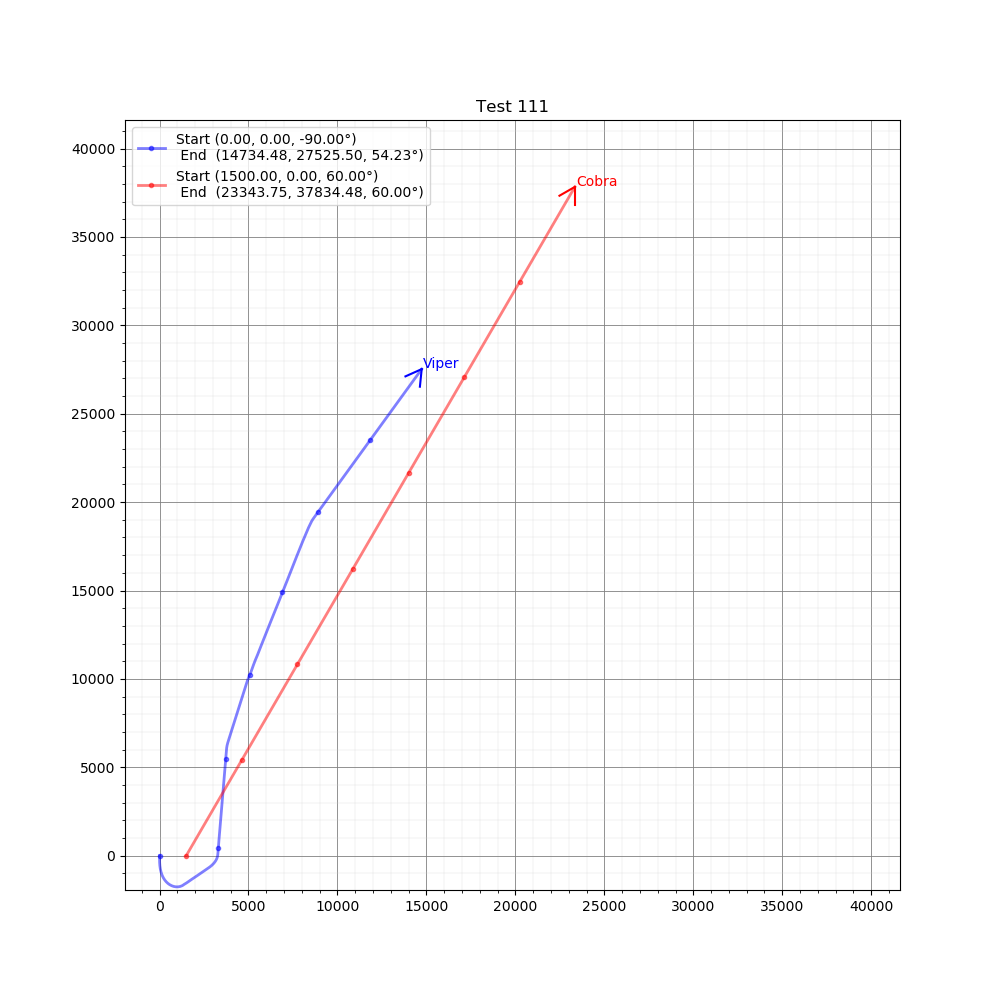 Test 111
Start (0.00, 0.00, -90.00°)
End  (14734.48, 27525.50, 54.23°)
Start (1500.00, 0.00, 60.00°)
End  (23343.75, 37834.48, 60.00°)
40000
Cobra
35000
30000
Viper
25000
20000
15000
10000
5000
0
0 5000 10000 15000 20000 25000 30000 35000 40000